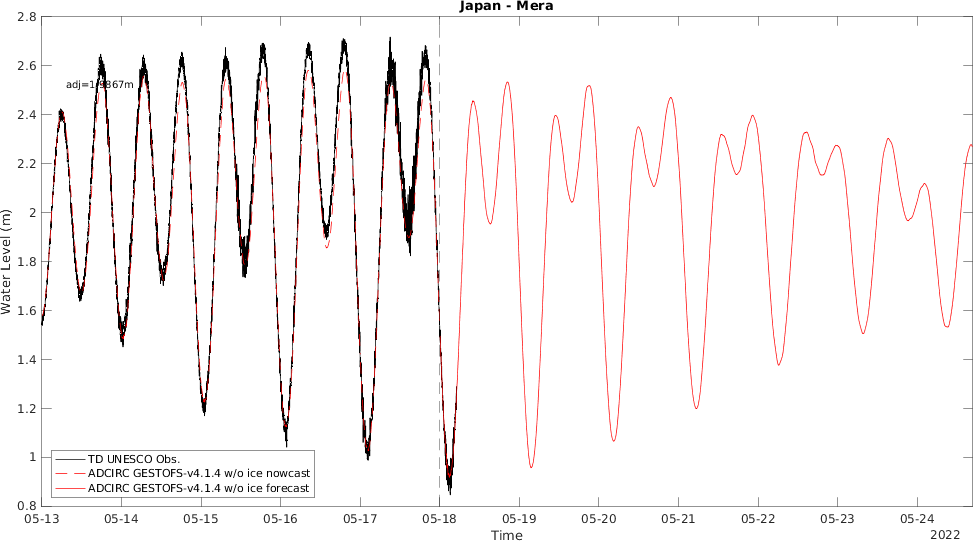 Japan - Mera
2.8
2.6
2.4
2.2
2
1.8
1.6
1.4
1.2
1
0.8
Water Level (m)
TD UNESCO Obs.
ADCIRC GESTOFS-v4.1.4 w/o ice nowcast
ADCIRC GESTOFS-v4.1.4 w/o ice forecast
05-13 05-14 05-15 05-16 05-17 05-18 05-19 05-20 05-21 05-22 05-23 05-24
Time
2022